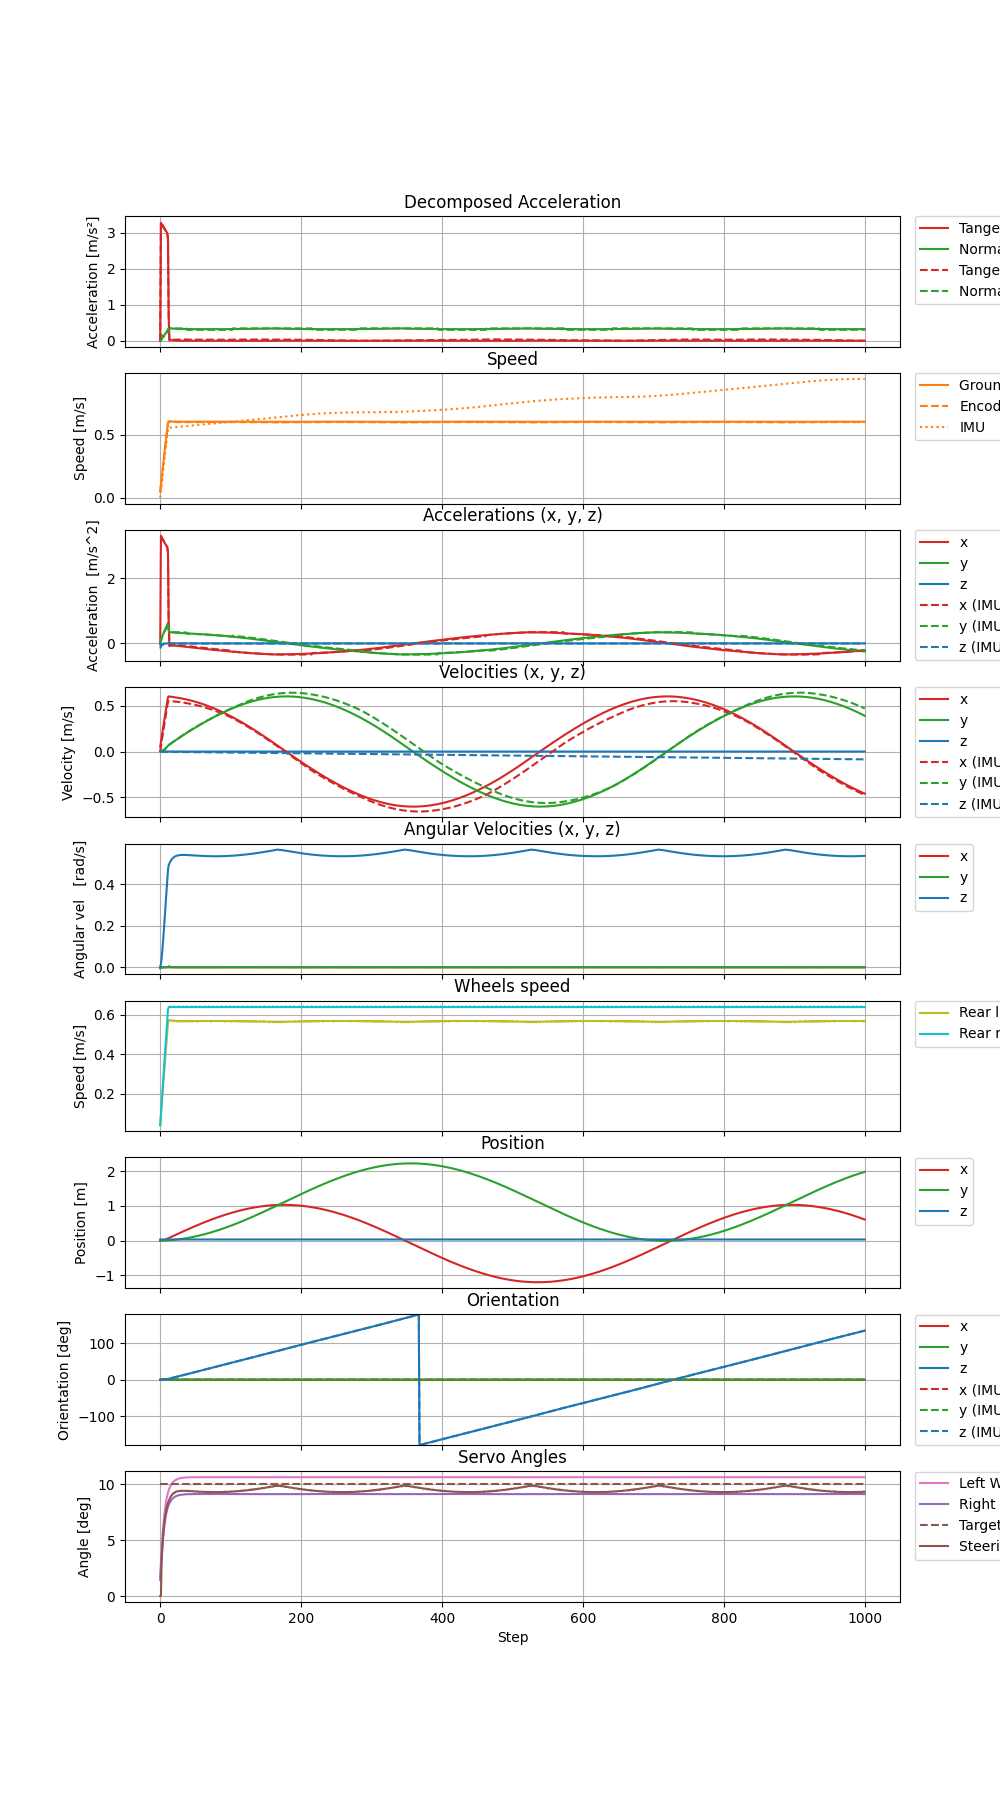 Decomposed Acceleration
Acceleration [m/s²]
3
2
1
0
Tange
Norma
Tange
Norma
Speed
Speed [m/s]
0.5
0.0
Groun
Encod
IMU
Accelerations (x, y, z)
Acceleration [m/s^2]
2
0
x
y
z
x (IMU
y (IMU
z (IMU
Velocities (x, y, z)
Velocity [m/s]
0.5
0.0
−0.5
x
y
z
x (IMU
y (IMU
z (IMU
Angular Velocities (x, y, z)
Angular vel [rad/s]
0.4
0.2
0.0
x
y
z
Wheels speed
Speed [m/s]
0.6
0.4
0.2
Rear l
Rear r
Position
Position [m]
2
1
0
−1
x
y
z
Orientation
Orientation [deg]
100
0
−100
x
y
z
x (IMU
y (IMU
z (IMU
Servo Angles
Angle [deg]
10
5
0
Left W
Right
Target
Steeri
0 200 400 600 800 1000
Step